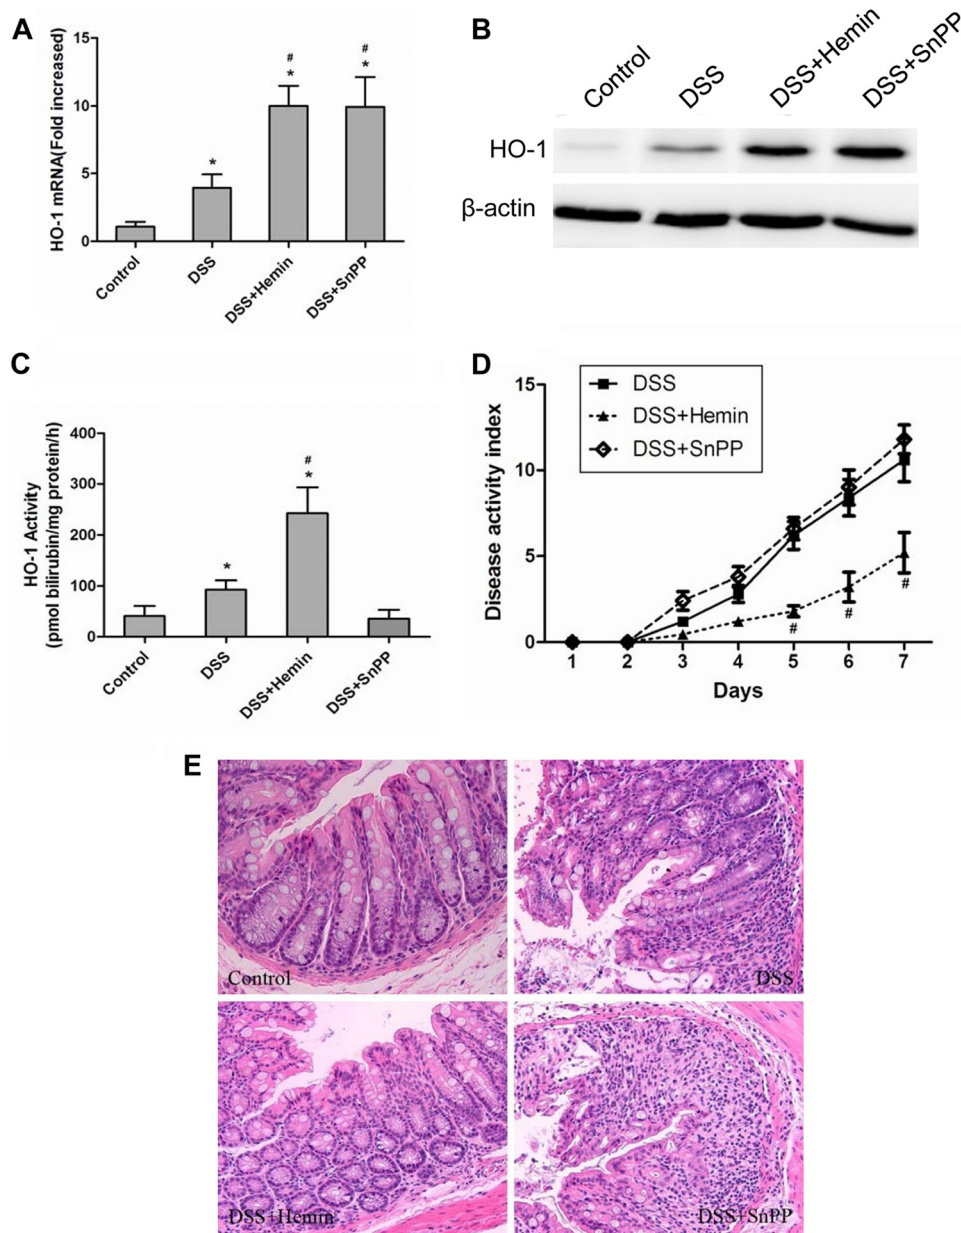 A
HO-1 mRNA(Fold increased)
15
10
5
0
#
*
#
*
*
Control
DSS
DSS+Hemin
DSS+SnPP
B
Control
DSS
DSS+Hemin
DSS+SnPP
HO-1
β-actin
C
HO-1 Activity
(pmol bilirubin/mg protein/h)
400
300
200
100
0
#
*
*
Control
DSS
DSS+Hemin
DSS+SnPP
D
Disease activity index
15
10
5
0
DSS
DSS+Hemin
DSS+SnPP
#
#
#
1 2 3 4 5 6 7
Days
E
Control
DSS
DSS+Hemin
DSS+SnPP